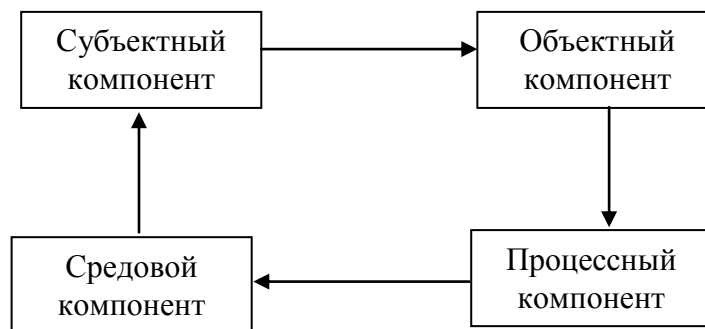 Субъектный
компонент
Объектный
компонент
Средовой
компонент
Процессный
компонент